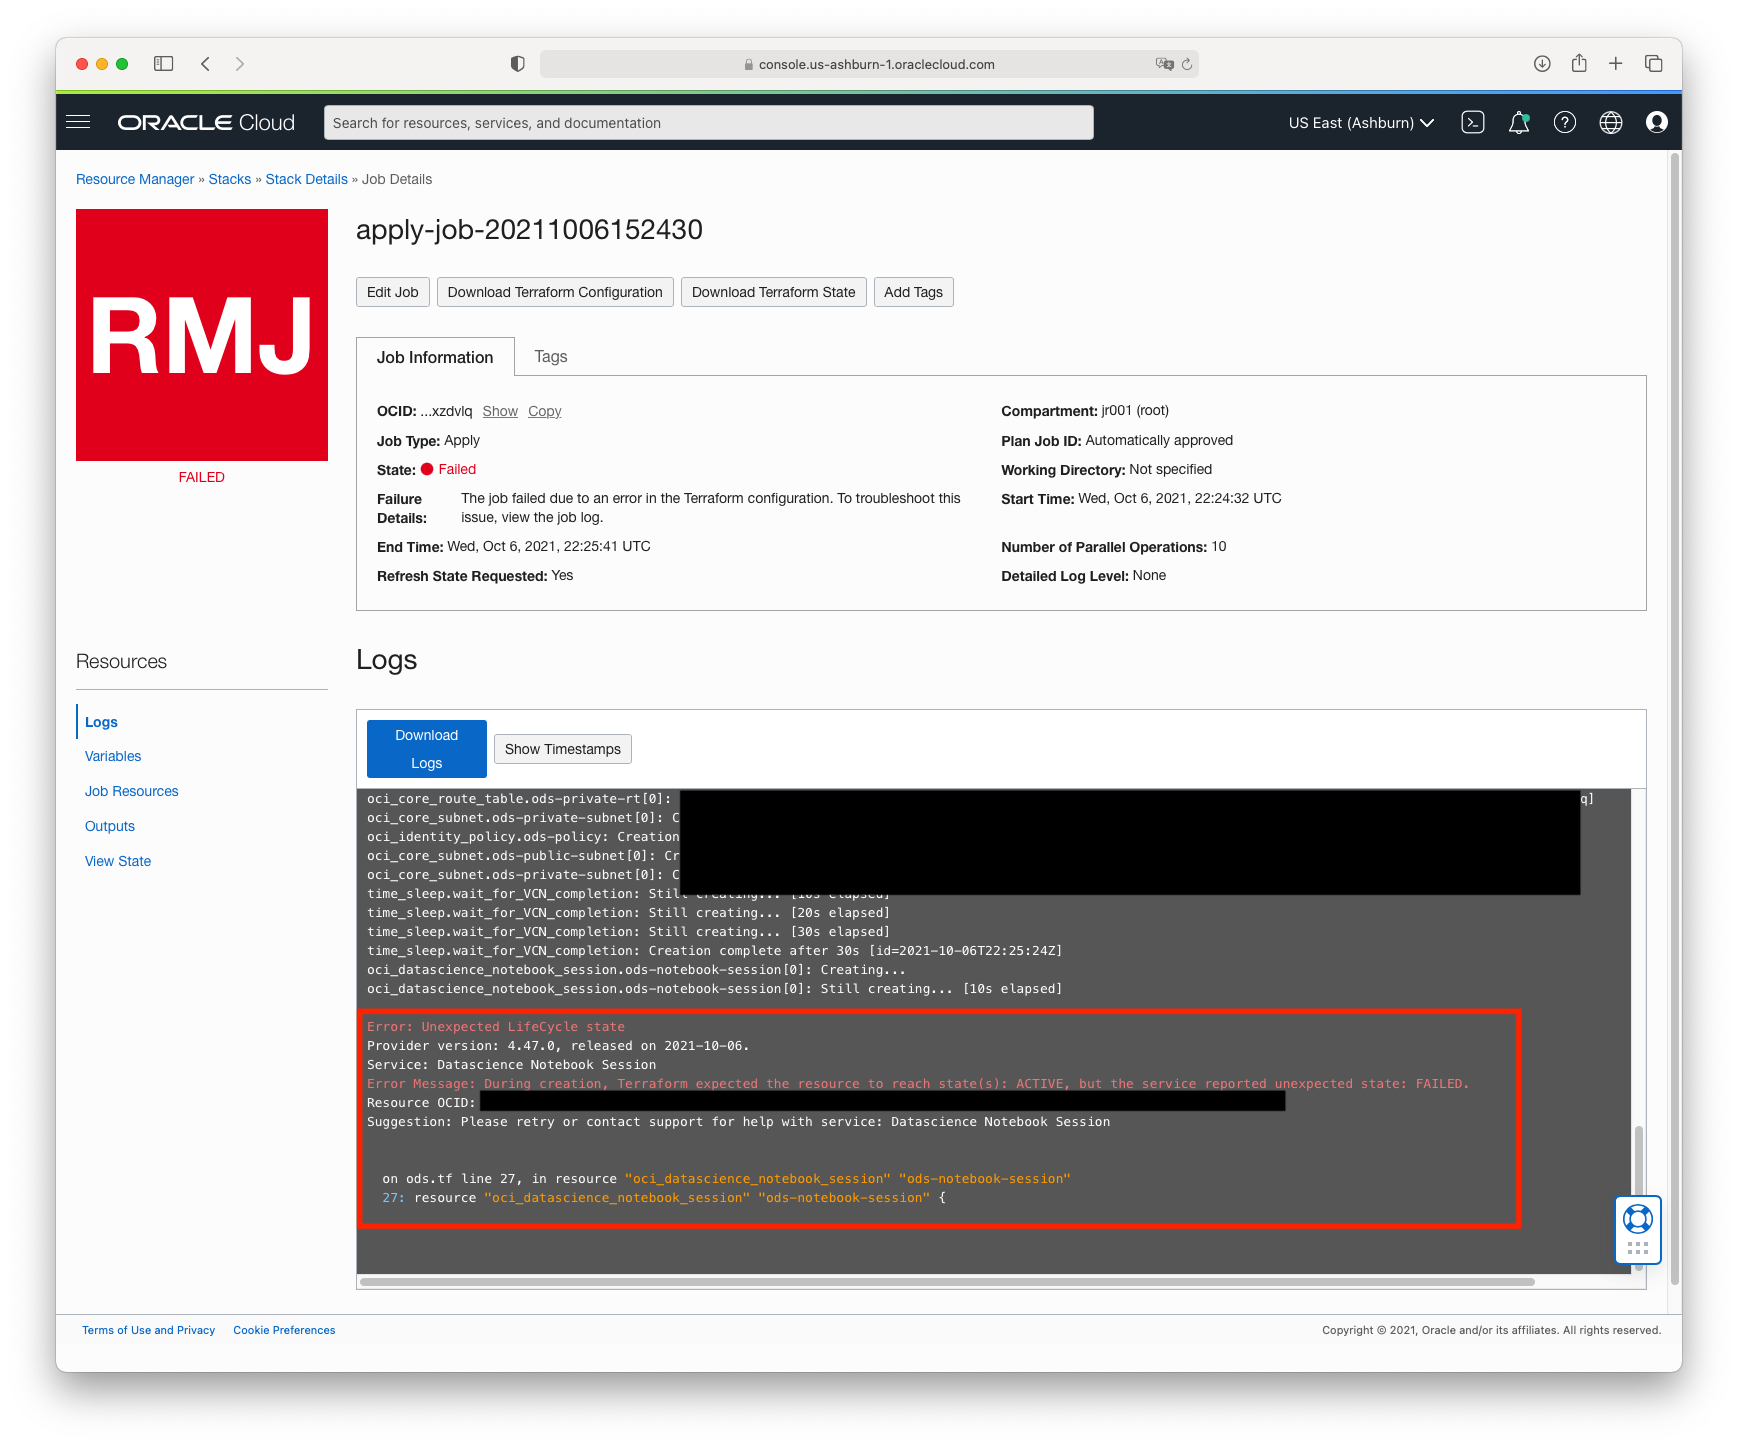 console.us-ashburn-1.oraclecloud.com
ORACLE Cloud
Search for resources, services, and documentation
US East (Ashburn)
Resource Manager » Stacks » Stack Details » Job Details
RMJ
FAILED
apply-job-20211006152430
Edit Job
Download Terraform Configuration
Download Terraform State
Add Tags
Job Information
Tags
OCID: ...xzdvlq Show Copy
Compartment: jr001 (root)
Job Type: Apply
Plan Job ID: Automatically approved
State: Failed
Working Directory: Not specified
Failure Details: The job failed due to an error in the Terraform configuration. To troubleshoot this
issue, view the job log.
Start Time: Wed, Oct 6, 2021, 22:24:32 UTC
End Time: Wed, Oct 6, 2021, 22:25:41 UTC
Number of Parallel Operations: 10
Refresh State Requested: Yes
Detailed Log Level: None
Resources
Logs
Variables
Job Resources
Outputs
View State
Logs
Download
Logs
Show Timestamps
oci_core_route_table.ods-private-rt[0]: q]
oci_core_subnet.ods-private-subnet[0]: C
oci_identity_policy.ods-policy: Creation
oci_core_subnet.ods-public-subnet[0]: Cr
oci_core_subnet.ods-private-subnet[0]: C
time_sleep.wait_for_VCN_completion: Still creating... [10s elapsed]
time_sleep.wait_for_VCN_completion: Still creating... [20s elapsed]
time_sleep.wait_for_VCN_completion: Still creating... [30s elapsed]
time_sleep.wait_for_VCN_completion: Creation complete after 30s [id=2021-10-06T22:25:24Z]
oci_datascience_notebook_session.ods-notebook-session[0]: Creating...
oci_datascience_notebook_session.ods-notebook-session[0]: Still creating... [10s elapsed]
Error: Unexpected LifeCycle state
Provider version: 4.47.0, released on 2021-10-06.
Service: Datascience Notebook Session
Error Message: During creation, Terraform expected the resource to reach state(s): ACTIVE, but the service reported unexpected state: FAILED.
Resource OCID:
Suggestion: Please retry or contact support for help with service: Datascience Notebook Session
on ods.tf line 27, in resource "oci_datascience_notebook_session" "ods-notebook-session"
27: resource "oci_datascience_notebook_session" "ods-notebook-session" {
Terms of Use and Privacy
Cookie Preferences
Copyright © 2021, Oracle and/or its affiliates. All rights reserved.